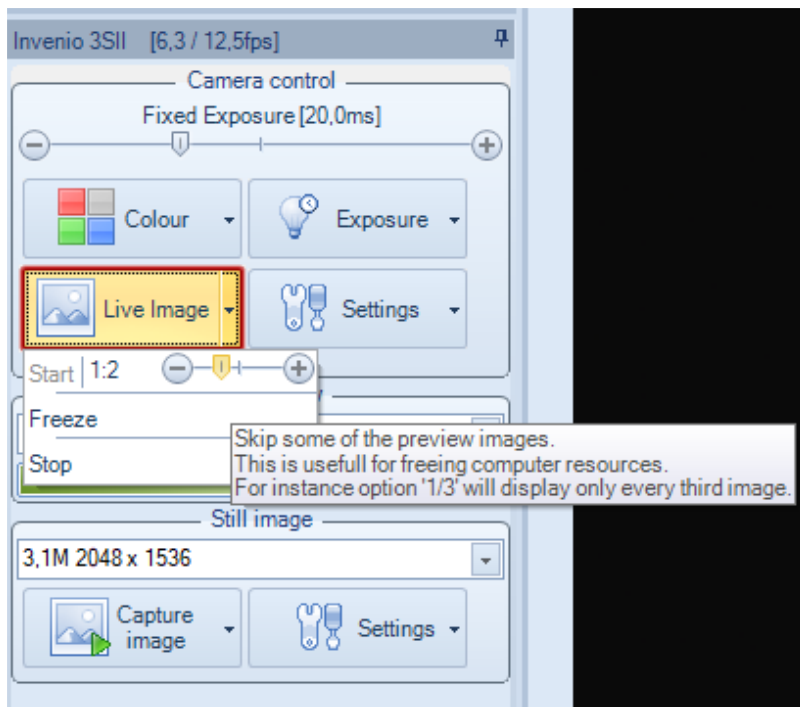 Invenio 3SII [6,3 / 12,5fps]
Camera control
Fixed Exposure [20,0ms]
Colour
Exposure
Live Image
Settings
Start 1:2
Freeze
Stop
Skip some of the preview images.
This is usefull for freeing computer resources.
For instance option '1/3' will display only every third image.
Still image
3,1M 2048 x 1536
Capture
image
Settings